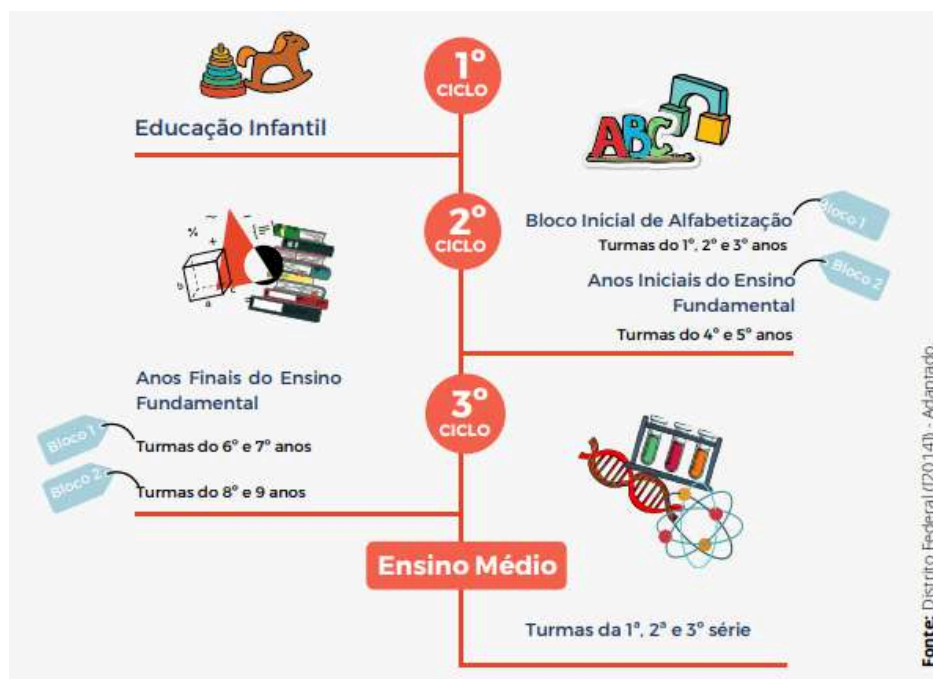 1º
CICLO
Educação Infantil
ABC
2º
CICLO
Bloco Inicial de Alfabetização
Bloco 1
Turmas do 1º, 2º e 3º anos
Anos Iniciais do Ensino
Fundamental
Bloco 2
Turmas do 4º e 5º anos
3º
CICLO
Anos Finais do Ensino
Fundamental
Bloco 1
Turmas do 6º e 7º anos
Bloco 2
Turmas do 8º e 9 anos
Ensino Médio
Turmas da 1ª, 2ª e 3º série
Fonte: Distrito Federal ([2014]) - Adaptado